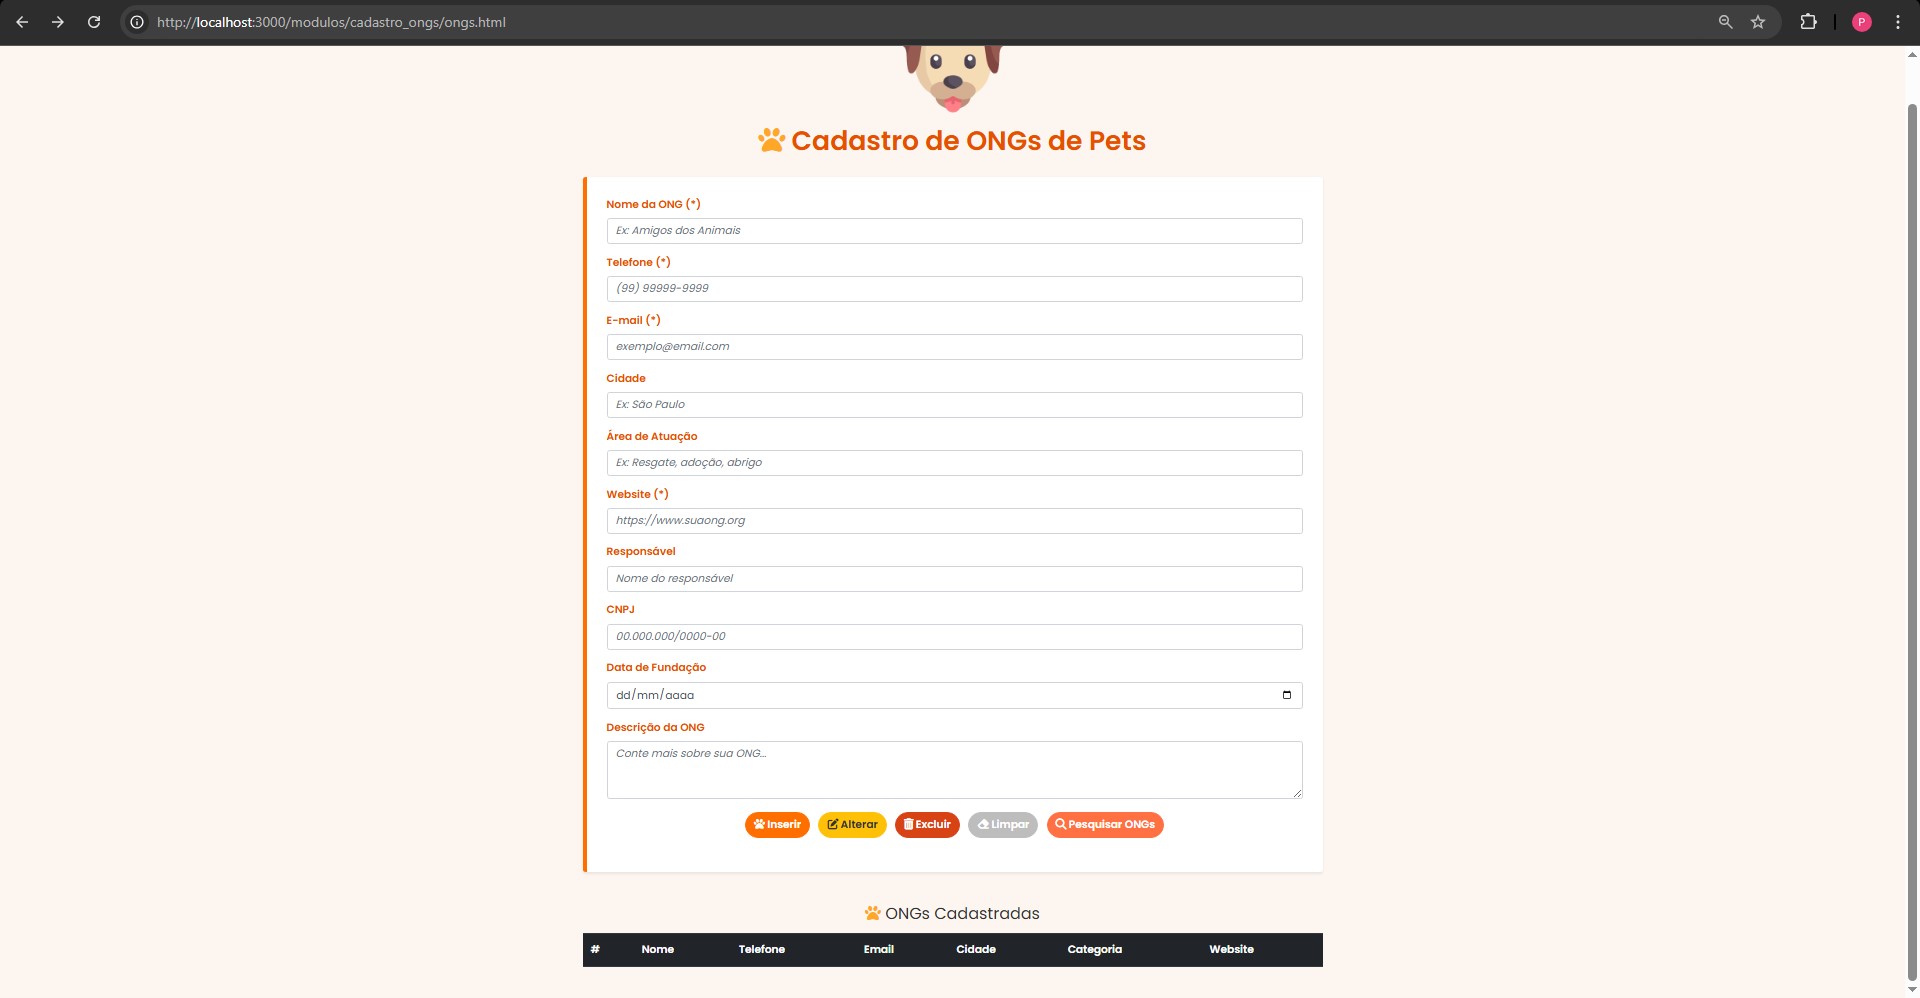 http://localhost:3000/modulos/cadastro_ongs/ongs.html
P
Cadastro de ONGs de Pets
Nome da ONG (*)
Ex: Amigos dos Animais
Telefone (*)
(99) 99999-9999
E-mail (*)
exemplo@email.com
Cidade
Ex: São Paulo
Área de Atuação
Ex: Resgate, adoção, abrigo
Website (*)
https://www.suaong.org
Responsável
Nome do responsável
CNPJ
00.000.000/0000-00
Data de Fundação
dd/mm/aaaa
Descrição da ONG
Conte mais sobre sua ONG...
Inserir Alterar Excluir Limpar Pesquisar ONGs
ONGs Cadastradas
# Nome Telefone Email Cidade Categoria Website